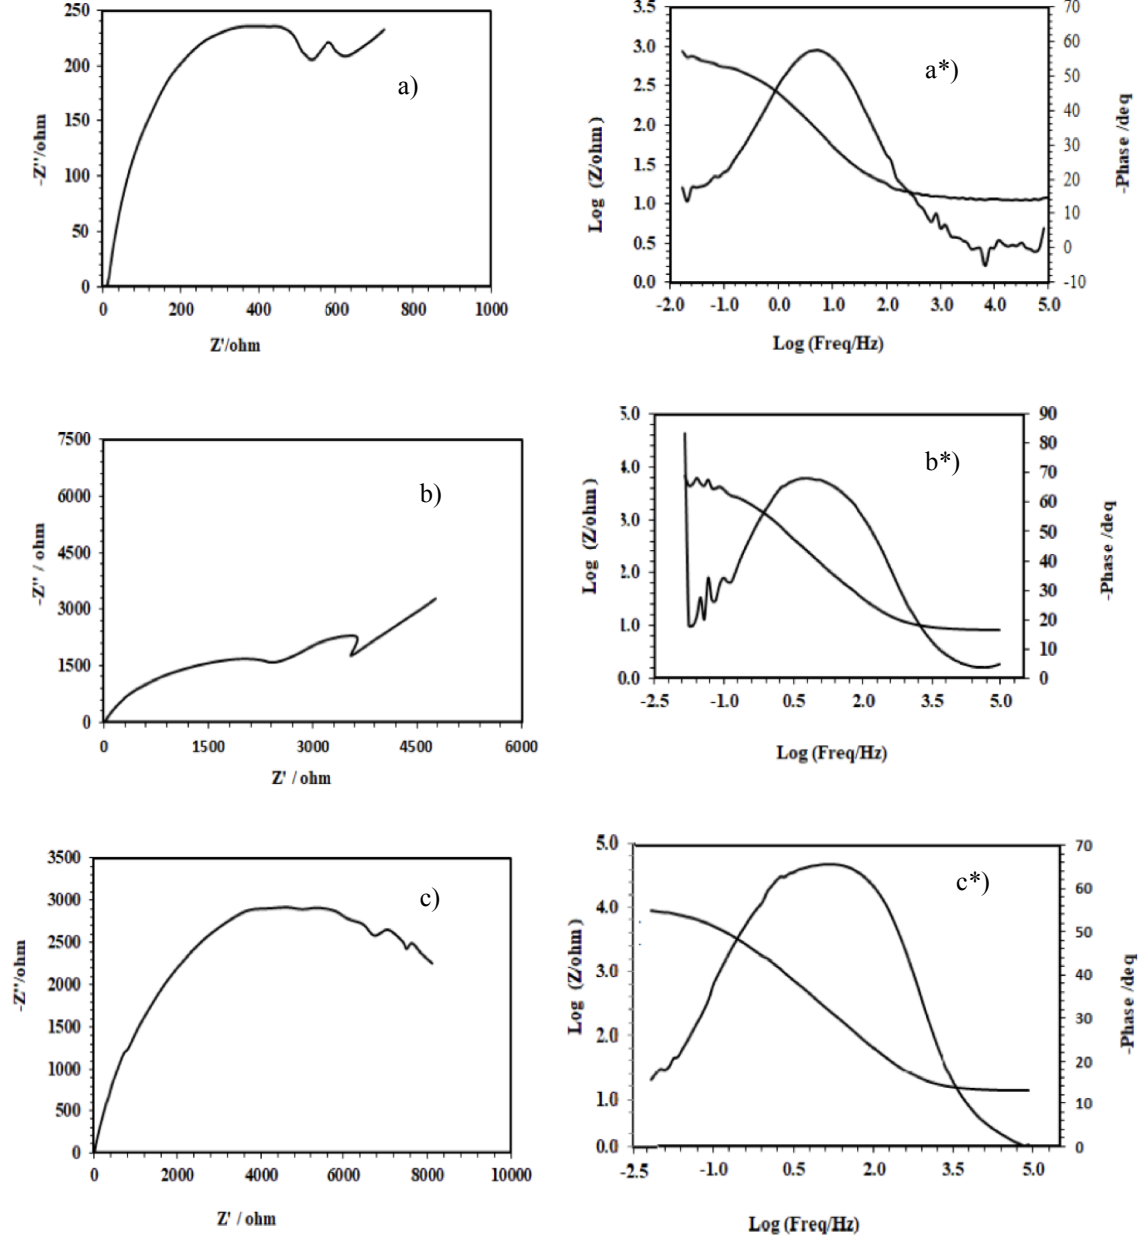 250
200
150
100
50
0
-Z''/ohm
a)
0 200 400 600 800 1000
Z'/ohm
3.5
3.0
2.5
2.0
1.5
1.0
0.5
0.0
Log (Z/ohm )
a*)
70
60
50
40
30
20
10
0
-10
-Phase /deq
-2.0 -1.0 0.0 1.0 2.0 3.0 4.0 5.0
Log (Freq/Hz)
7500
6000
4500
3000
1500
0
-Z'' / ohm
b)
0 1500 3000 4500 6000
Z' / ohm
5.0
4.0
3.0
2.0
1.0
0.0
Log (Z/ohm )
b*)
90
80
70
60
50
40
30
20
10
0
-Phase /deq
-2.5 -1.0 0.5 2.0 3.5 5.0
Log (Freq/Hz)
3500
3000
2500
2000
1500
1000
500
0
-Z''/ohm
c)
0 2000 4000 6000 8000 10000
Z' / ohm
5.0
4.0
3.0
2.0
1.0
0.0
Log (Z/ohm )
c*)
70
60
50
40
30
20
10
0
-Phase /deq
-2.5 -1.0 0.5 2.0 3.5 5.0
Log (Freq/Hz)